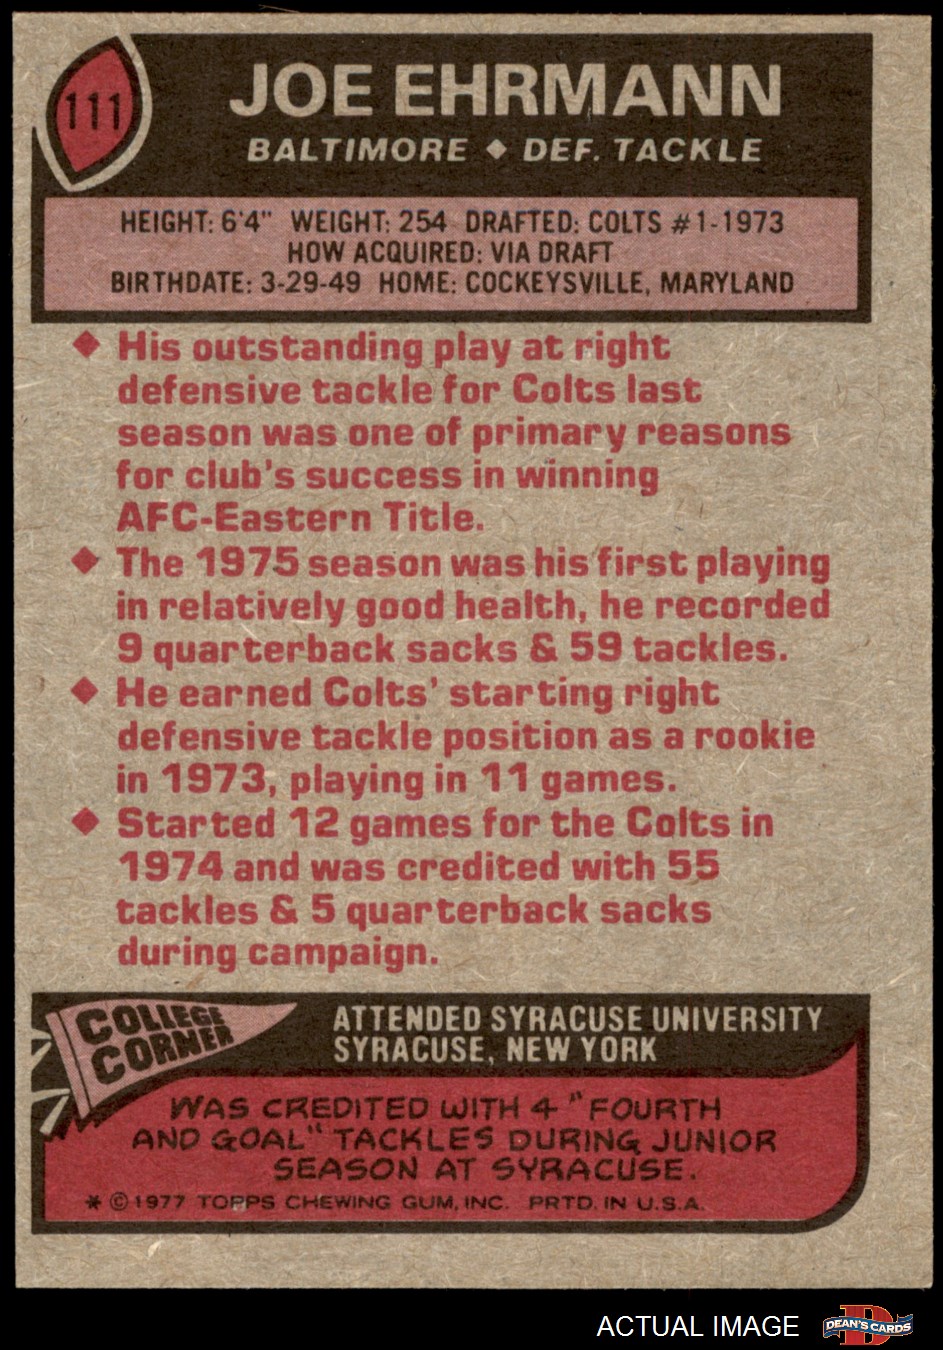 111
JOE EHRMANN
BALTIMORE ◆ DEF. TACKLE
HEIGHT: 6'4" WEIGHT: 254 DRAFTED: COLTS #1-1973
HOW ACQUIRED: VIA DRAFT
BIRTHDATE: 3-29-49 HOME: COCKEYSVILLE, MARYLAND
◆ His outstanding play at right
defensive tackle for Colts last
season was one of primary reasons
for club's success in winning
AFC-Eastern Title.
◆ The 1975 season was his first playing
in relatively good health, he recorded
9 quarterback sacks & 59 tackles.
◆ He earned Colts' starting right
defensive tackle position as a rookie
in 1973, playing in 11 games.
◆ Started 12 games for the Colts in
1974 and was credited with 55
tackles & 5 quarterback sacks
during campaign.
COLLEGE
CORNER
ATTENDED SYRACUSE UNIVERSITY
SYRACUSE, NEW YORK
WAS CREDITED WITH 4 "FOURTH
AND GOAL" TACKLES DURING JUNIOR
SEASON AT SYRACUSE.
* © 1977 TOPPS CHEWING GUM, INC. PRTD. IN U.S.A.
ACTUAL IMAGE
D
DEAN'S CARDS